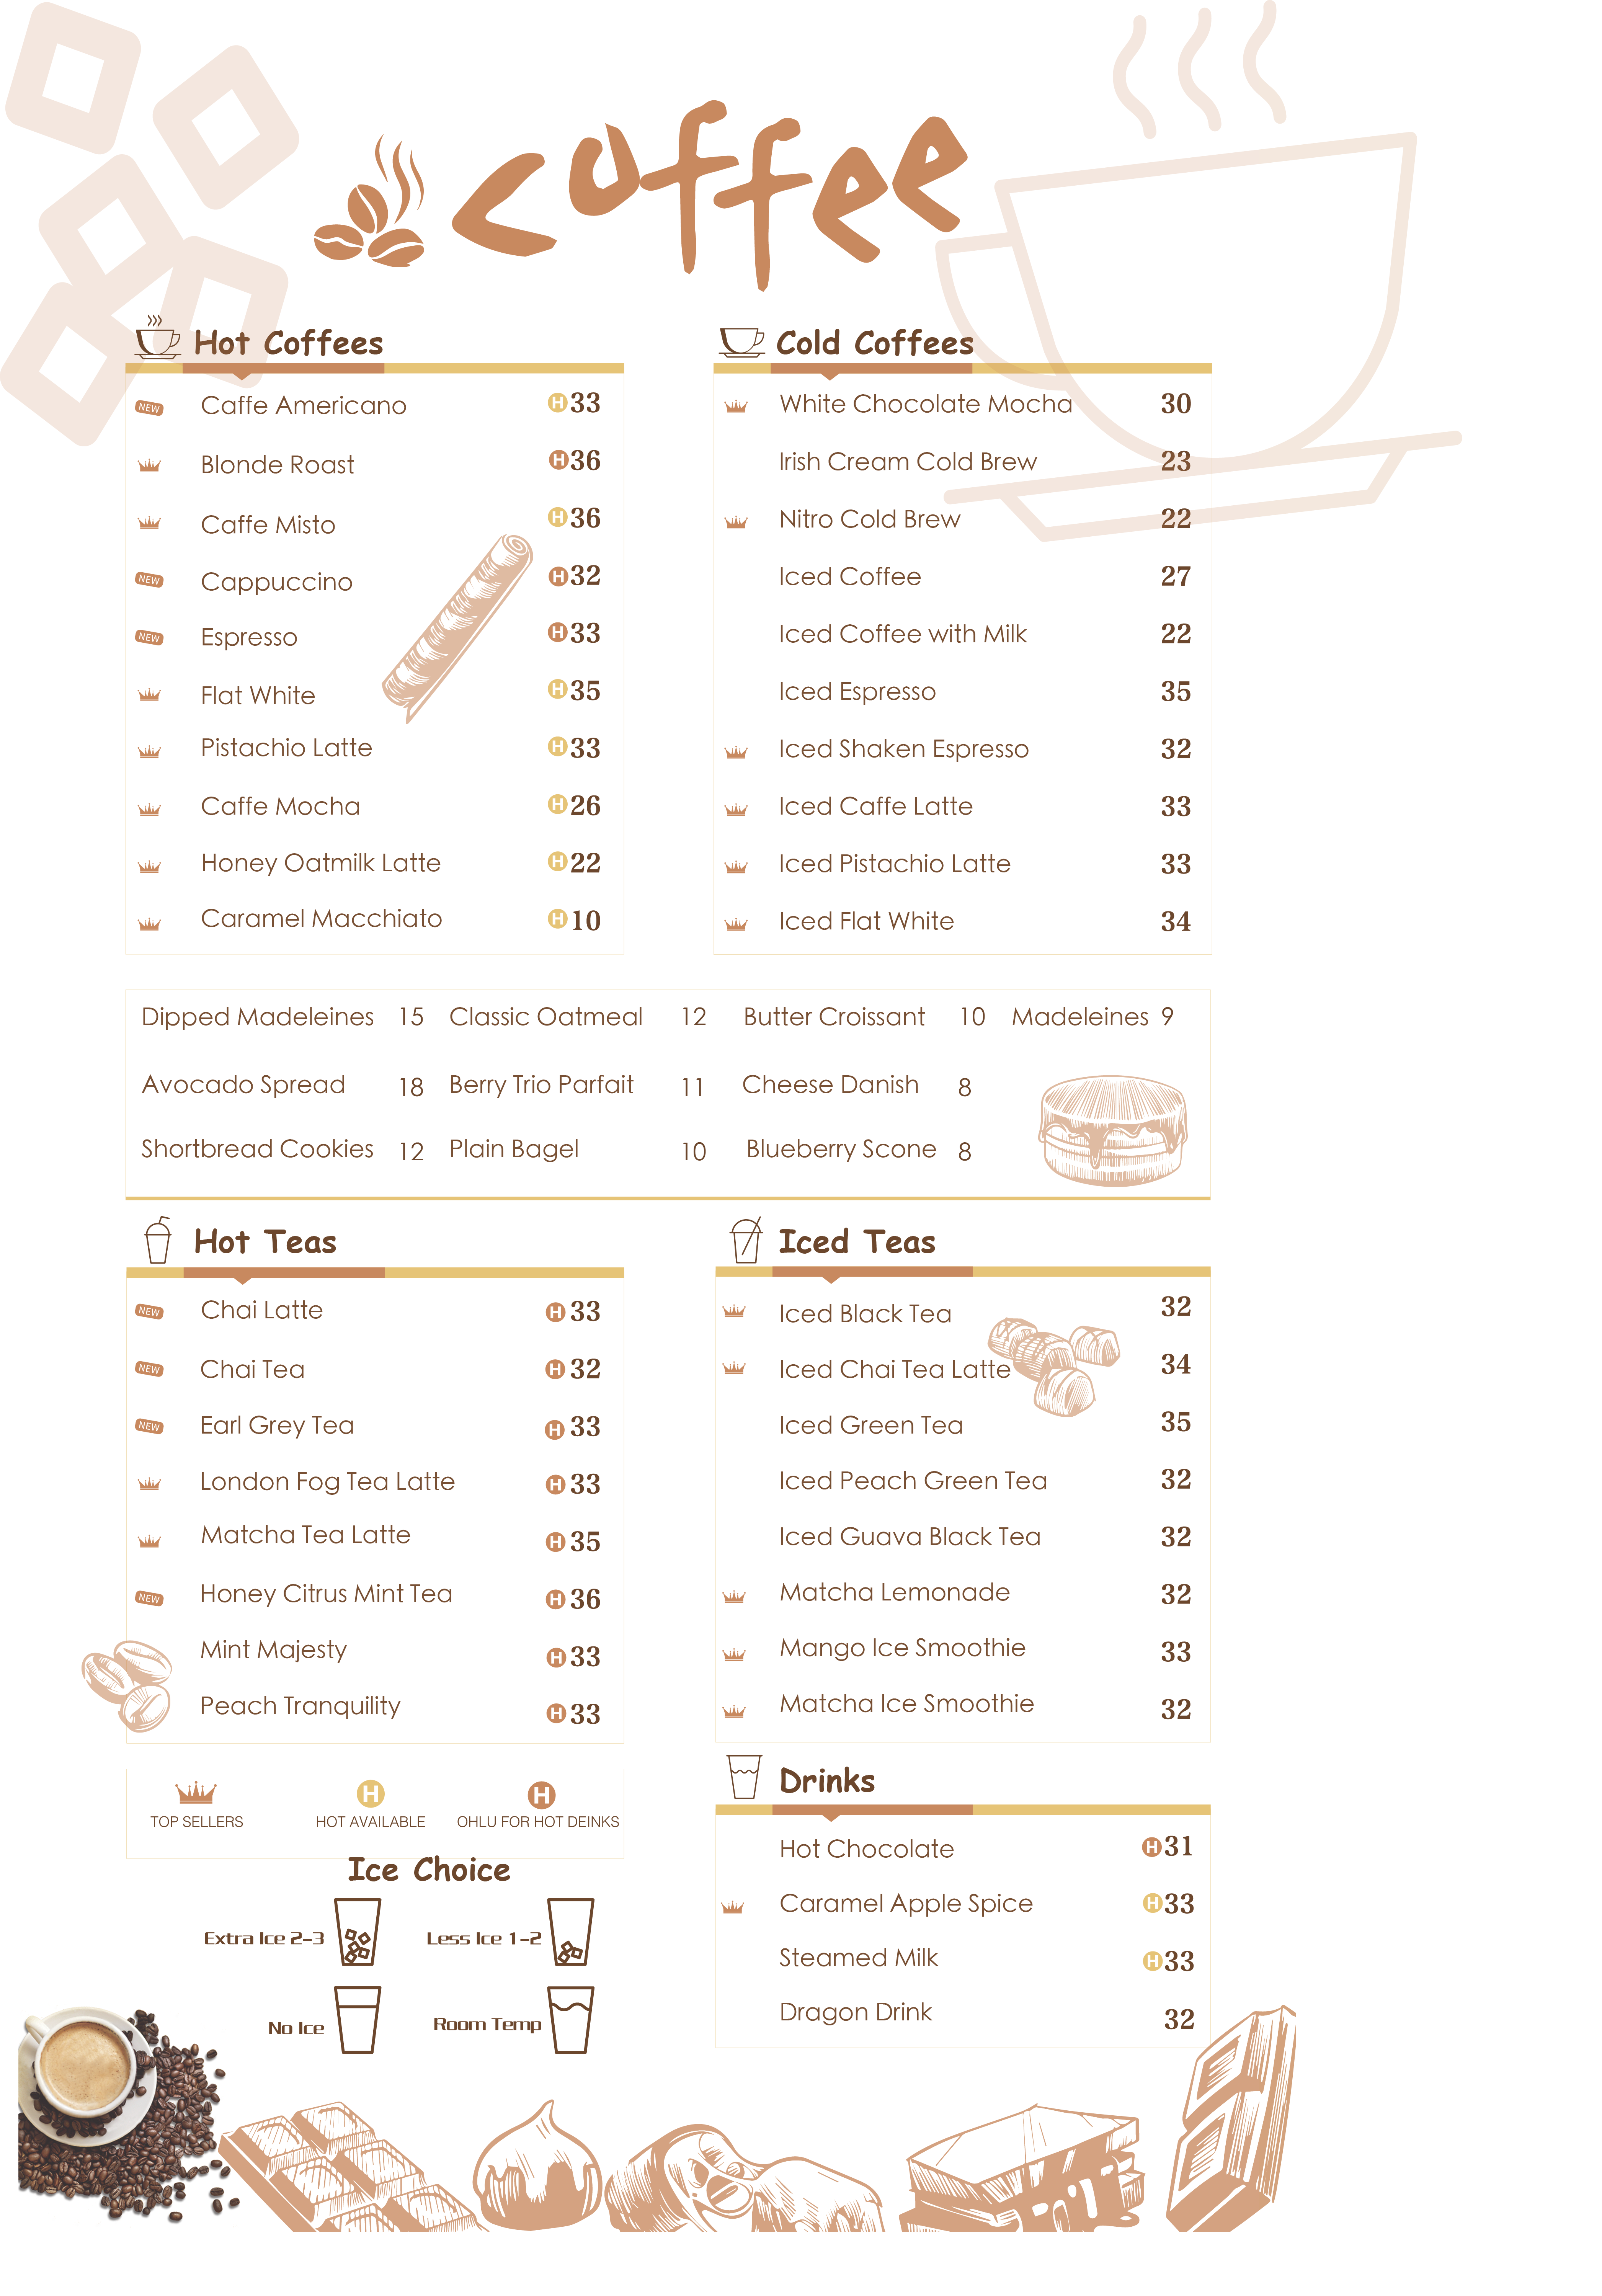 coffee
Hot Coffees
NEW Caffe Americano H 33
Blonde Roast H 36
Caffe Misto H 36
NEW Cappuccino H 32
NEW Espresso H 33
Flat White H 35
Pistachio Latte H 33
Caffe Mocha H 26
Honey Oatmilk Latte H 22
Caramel Macchiato H 10
Cold Coffees
White Chocolate Mocha 30
Irish Cream Cold Brew 23
Nitro Cold Brew 22
Iced Coffee 27
Iced Coffee with Milk 22
Iced Espresso 35
Iced Shaken Espresso 32
Iced Caffe Latte 33
Iced Pistachio Latte 33
Iced Flat White 34
Dipped Madeleines 15 Classic Oatmeal 12 Butter Croissant 10 Madeleines 9
Avocado Spread 18 Berry Trio Parfait 11 Cheese Danish 8
Shortbread Cookies 12 Plain Bagel 10 Blueberry Scone 8
Hot Teas
NEW Chai Latte H 33
NEW Chai Tea H 32
NEW Earl Grey Tea H 33
London Fog Tea Latte H 33
Matcha Tea Latte H 35
NEW Honey Citrus Mint Tea H 36
Mint Majesty H 33
Peach Tranquility H 33
Iced Teas
Iced Black Tea 32
Iced Chai Tea Latte 34
Iced Green Tea 35
Iced Peach Green Tea 32
Iced Guava Black Tea 32
Matcha Lemonade 32
Mango Ice Smoothie 33
Matcha Ice Smoothie 32
H H
TOP SELLERS HOT AVAILABLE OHLU FOR HOT DEINKS
Ice Choice
Extra Ice 2-3 Less Ice 1-2
No Ice Room Temp
Drinks
Hot Chocolate H 31
Caramel Apple Spice H 33
Steamed Milk H 33
Dragon Drink 32